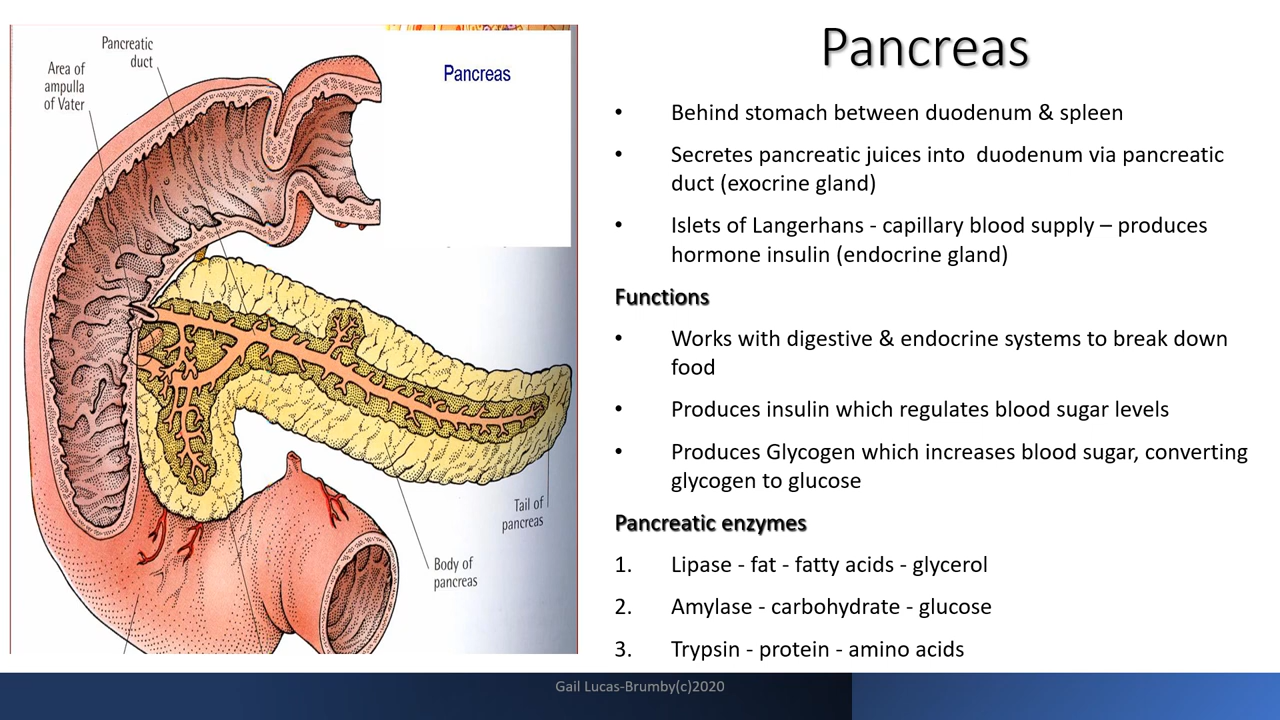 Pancreas
Pancreatic
duct
Area of
ampulla
of Vater
Pancreas
Tail of
pancreas
Body of
pancreas
• Behind stomach between duodenum & spleen
• Secretes pancreatic juices into  duodenum via pancreatic
duct (exocrine gland)
• Islets of Langerhans - capillary blood supply – produces
hormone insulin (endocrine gland)
Functions
• Works with digestive & endocrine systems to break down
food
• Produces insulin which regulates blood sugar levels
• Produces Glycogen which increases blood sugar, converting
glycogen to glucose
Pancreatic enzymes
1. Lipase - fat - fatty acids - glycerol
2. Amylase - carbohydrate - glucose
3. Trypsin - protein - amino acids
Gail Lucas-Brumby(c)2020